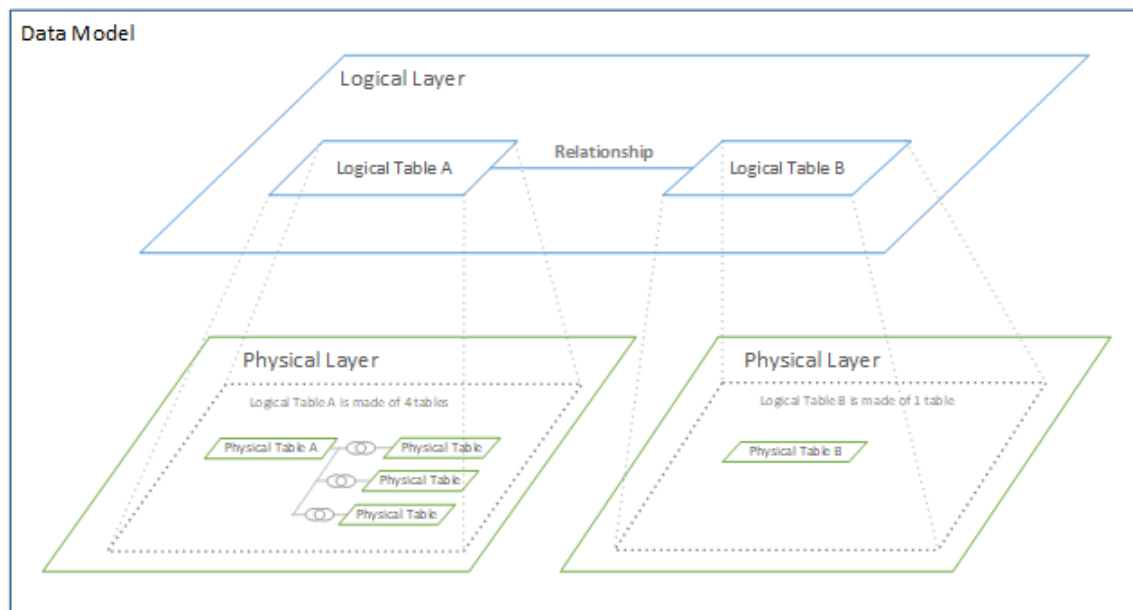 Data Model
Logical Layer
Logical Table A
Relationship
Logical Table B
Physical Layer
Logical Table A is made of 4 tables
Physical Table A
Physical Table
Physical Table
Physical Table
Physical Layer
Logical Table B is made of 1 table
Physical Table B